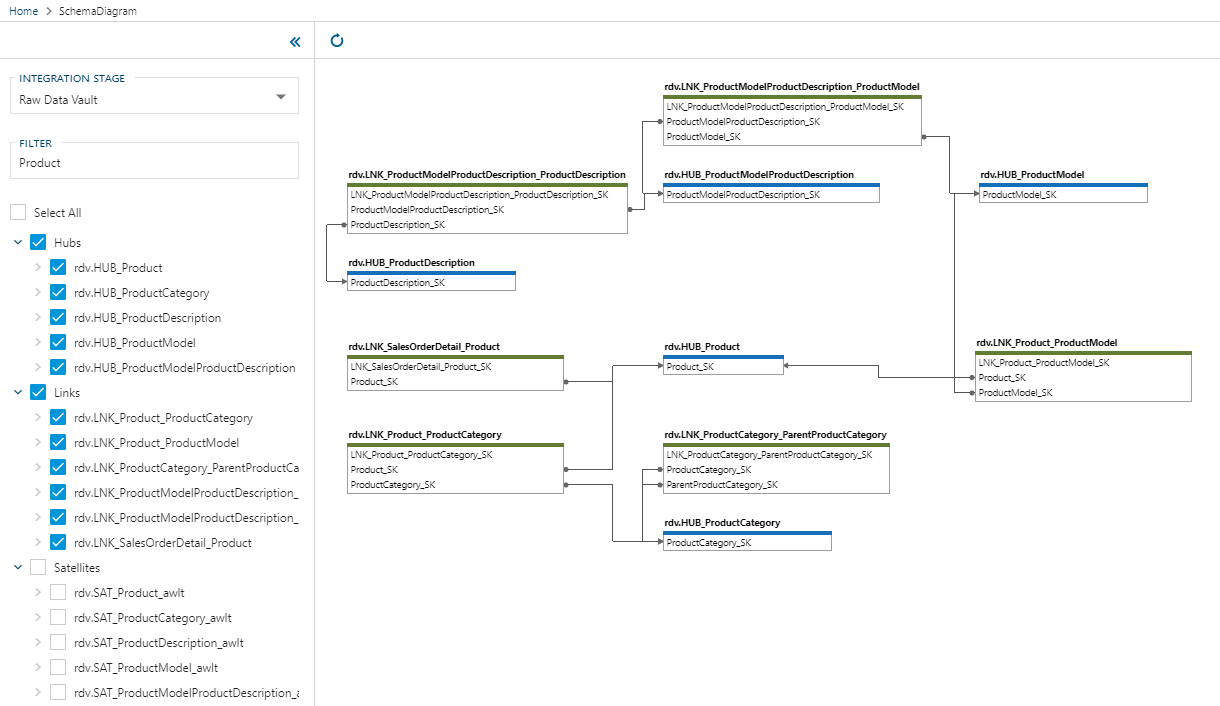 Home > SchemaDiagram
INTEGRATION STAGE
Raw Data Vault
FILTER
Product
Select All
Hubs
rdv.HUB_Product
rdv.HUB_ProductCategory
rdv.HUB_ProductDescription
rdv.HUB_ProductModel
rdv.HUB_ProductModelProductDescription
Links
rdv.LNK_Product_ProductCategory
rdv.LNK_Product_ProductModel
rdv.LNK_ProductCategory_ParentProductCa
rdv.LNK_ProductModelProductDescription_
rdv.LNK_ProductModelProductDescription_
rdv.LNK_SalesOrderDetail_Product
Satellites
rdv.SAT_Product_awlt
rdv.SAT_ProductCategory_awlt
rdv.SAT_ProductDescription_awlt
rdv.SAT_ProductModel_awlt
rdv.SAT_ProductModelProductDescription_a
rdv.LNK_ProductModelProductDescription_ProductModel
LNK_ProductModelProductDescription_ProductModel_SK
ProductModelProductDescription_SK
ProductModel_SK
rdv.LNK_ProductModelProductDescription_ProductDescription
LNK_ProductModelProductDescription_ProductDescription_SK
ProductModelProductDescription_SK
ProductDescription_SK
rdv.HUB_ProductModelProductDescription
ProductModelProductDescription_SK
rdv.HUB_ProductModel
ProductModel_SK
rdv.HUB_ProductDescription
ProductDescription_SK
rdv.LNK_SalesOrderDetail_Product
LNK_SalesOrderDetail_Product_SK
Product_SK
rdv.HUB_Product
Product_SK
rdv.LNK_Product_ProductModel
LNK_Product_ProductModel_SK
Product_SK
ProductModel_SK
rdv.LNK_Product_ProductCategory
LNK_Product_ProductCategory_SK
Product_SK
ProductCategory_SK
rdv.LNK_ProductCategory_ParentProductCategory
LNK_ProductCategory_ParentProductCategory_SK
ProductCategory_SK
ParentProductCategory_SK
rdv.HUB_ProductCategory
ProductCategory_SK